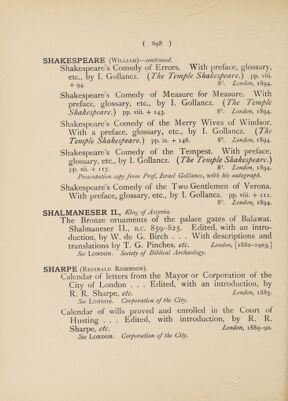 ( 698 )
SHAKESPEARE (WILLIAM)—continued.
Shakespeare's Comedy of Errors. With preface, glossary,
etc., by I. Gollancz. (The Temple Shakespeare.) pp. viii.
+ 94. 8º. London, 1894.
Shakespeare's Comedy of Measure for Measure. With
preface, glossary, etc., by I. Gollancz. (The Temple
Shakespeare.) pp. viii. + 143. 8º. London, 1894.
Shakespeare's Comedy of the Merry Wives of Windsor.
With a preface, glossary, etc., by I. Gollancz. (The
Temple Shakespeare.) pp. ix. + 146. 8º. London, 1894.
Shakespeare's Comedy of the Tempest. With preface,
glossary, etc., by I. Gollancz. (The Temple Shakespeare.)
pp. xii. + 117. 8º. London, 1894.
Presentation copy from Prof. Israel Gollancz, with his autograph.
Shakespeare's Comedy of the Two Gentlemen of Verona.
With preface, glossary, etc., by I. Gollancz. pp. viii. + 111.
8º. London, 1894.
SHALMANESER II., King of Assyria.
The Bronze ornaments of the palace gates of Balawat.
Shalmaneser II., B.C. 859–825. Edited, with an intro-
duction, by W. de G. Birch . . . With descriptions and
translations by T. G. Pinches, etc. London, [1880–1903.]
See LONDON. Society of Biblical Archæology.
SHARPE (REGINALD ROBINSON).
Calendar of letters from the Mayor or Corporation of the
City of London . . . Edited, with an introduction, by
R. R. Sharpe, etc. London, 1885.
See LONDON. Corporation of the City.
Calendar of wills proved and enrolled in the Court of
Husting . . . Edited, with introduction, by R. R.
Sharpe, etc. London, 1889–90.
See LONDON. Corporation of the City.